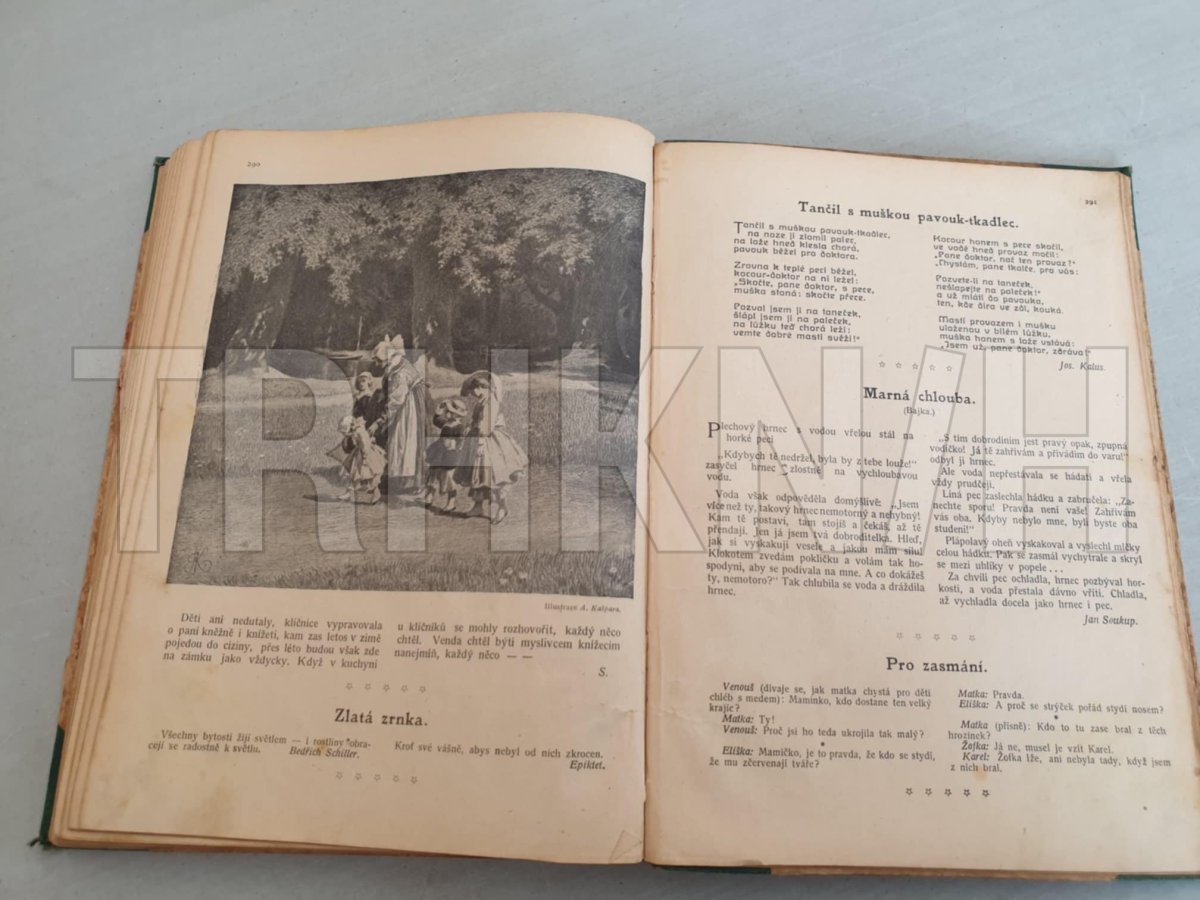 290
Illustrace A. Kašpara.
Děti ani nedutaly, klíčnice vypravovala
o paní kněžně i knížeti, kam zas letos v zimě
pojedou do ciziny, přes léto budou však zde
na zámku jako vždycky. Když v kuchyni
u klíčníků se mohly rozhovořit, každý něco
chtěl. Venda chtěl býti myslivcem knížecím
nanejmíň, každý něco — —
S.
Zlatá zrnka.
Všechny bytosti žijí světlem — i rostliny obra-
cejí se radostně k světlu.
Bedřich Schiller.
Kroť své vášně, abys nebyl od nich zkrocen.
Epiktet.
291
Tančil s muškou pavouk-tkadlec.
Tančil s muškou pavouk-tkadlec,
na noze jí zlomil palec,
na lože hned klesla chorá,
pavouk běžel pro doktora.
Zrovna k teplé peci běžel,
kocour-doktor na ní ležel:
„Skočte, pane doktor, s pece,
muška stoná: skočte přece.
Pozval jsem ji na taneček,
šlápl jsem jí na paleček,
na lůžku teď chorá leží:
vemte dobré masti svěží!“
Kocour honem s pece skočil,
ve vodě hned provaz močil:
„Pane doktor, nač ten provaz?“
„Chystám, pane tkalče, pro vás:
Pozvete-li na taneček,
nešlapejte na paleček!“
a už mlátí do pavouka,
ten, kde díra ve zdi, kouká.
Mastí provazem i mušku
uloženou v bílém lůžku,
muška honem s lože vstává:
„Jsem už, pane doktor, zdráva!“
Jos. Kalus.
Marná chlouba.
(Bajka.)
Plechový hrnec s vodou vřelou stál na
horké peci
„Kdybych tě nedržel, byla by z tebe louže!“
zasyčel hrnec zlostně na vychloubavou
vodu.
Voda však odpověděla domýšlivě: „Jsem
více než ty, takový hrnec nemotorný a nehybný!
Kam tě postaví, tam stojíš a čekáš, až tě
přendají. Jen já jsem tvá dobroditelka. Hleď,
jak si vyskakuji vesele a jakou mám sílu!
Klokotem zvedám pokličku a volám tak ho-
spodyni, aby se podívala na mne. A co dokážeš
ty, nemotoro?“ Tak chlubila se voda a dráždila
hrnec.
„S tím dobrodiním jest pravý opak, zpupná
vodičko! Já tě zahřívám a přivádím do varu!“
odbyl ji hrnec.
Ale voda nepřestávala se hádati a vřela
vždy prudčeji.
Líná pec zaslechla hádku a zabručela: „Za-
nechte sporu! Pravda není vaše! Zahřívám
vás oba. Kdyby nebylo mne, byli byste oba
studení!“
Plápolavý oheň vyskakoval a vyslechl mlčky
celou hádku. Pak se zasmál vychytrale a skryl
se mezi uhlíky v popele . . .
Za chvíli pec ochladla, hrnec pozbýval hor-
kosti, a voda přestala dávno vříti. Chladla,
až vychladla docela jako hrnec i pec.
Jan Soukup.
Pro zasmání.
Venouš (dívaje se, jak matka chystá pro děti
chléb s medem): Maminko, kdo dostane ten velký
krajíc?
Matka: Ty!
Venouš: Proč jsi ho teda ukrojila tak malý?
Eliška: Mamičko, je to pravda, že kdo se stydí,
že mu zčervenají tváře?
Matka: Pravda.
Eliška: A proč se strýček pořád stydí nosem?
Matka (přísně): Kdo to tu zase bral z těch
hrozinek?
Žofka: Já ne, musel je vzít Karel.
Karel: Žofka lže, ani nebyla tady, když jsem
z nich bral.
TRHKNIH